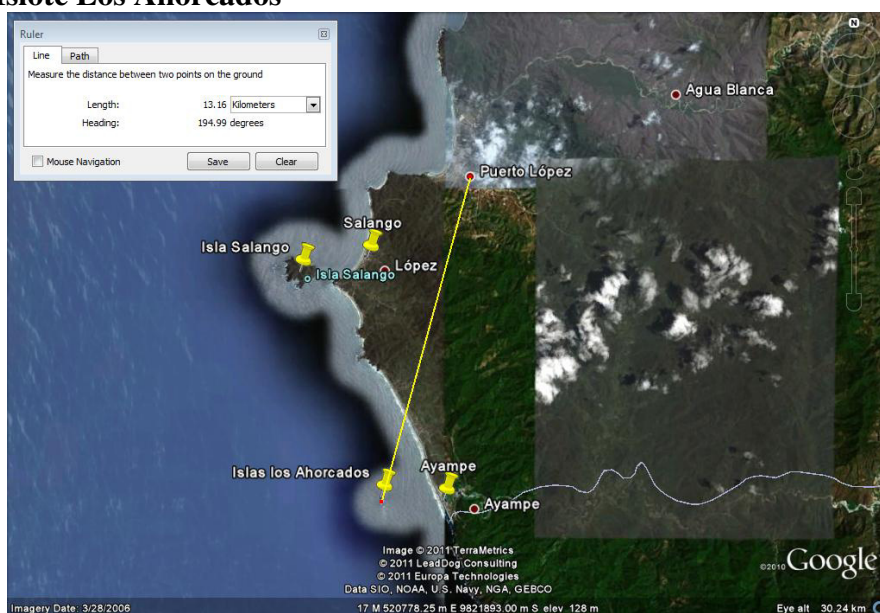 Ruler
Line Path
Measure the distance between two points on the ground
Length: 13.16 Kilometers
Heading: 194.99 degrees
Mouse Navigation Save Clear
N
Agua Blanca
Puerto López
Salango
Isla Salango
López
Isla Salango
Islas los Ahorcados
Ayampe
Ayampe
Image © 2011 TerraMetrics
© 2011 LeadDog Consulting
© 2011 Europa Technologies
Data SIO, NOAA, U.S. Navy, NGA, GEBCO
©2010 Google
Imagery Date: 3/28/2006 17 M 520778.25 m E 9821893.00 m S elev 128 m Eye alt 30.24 km